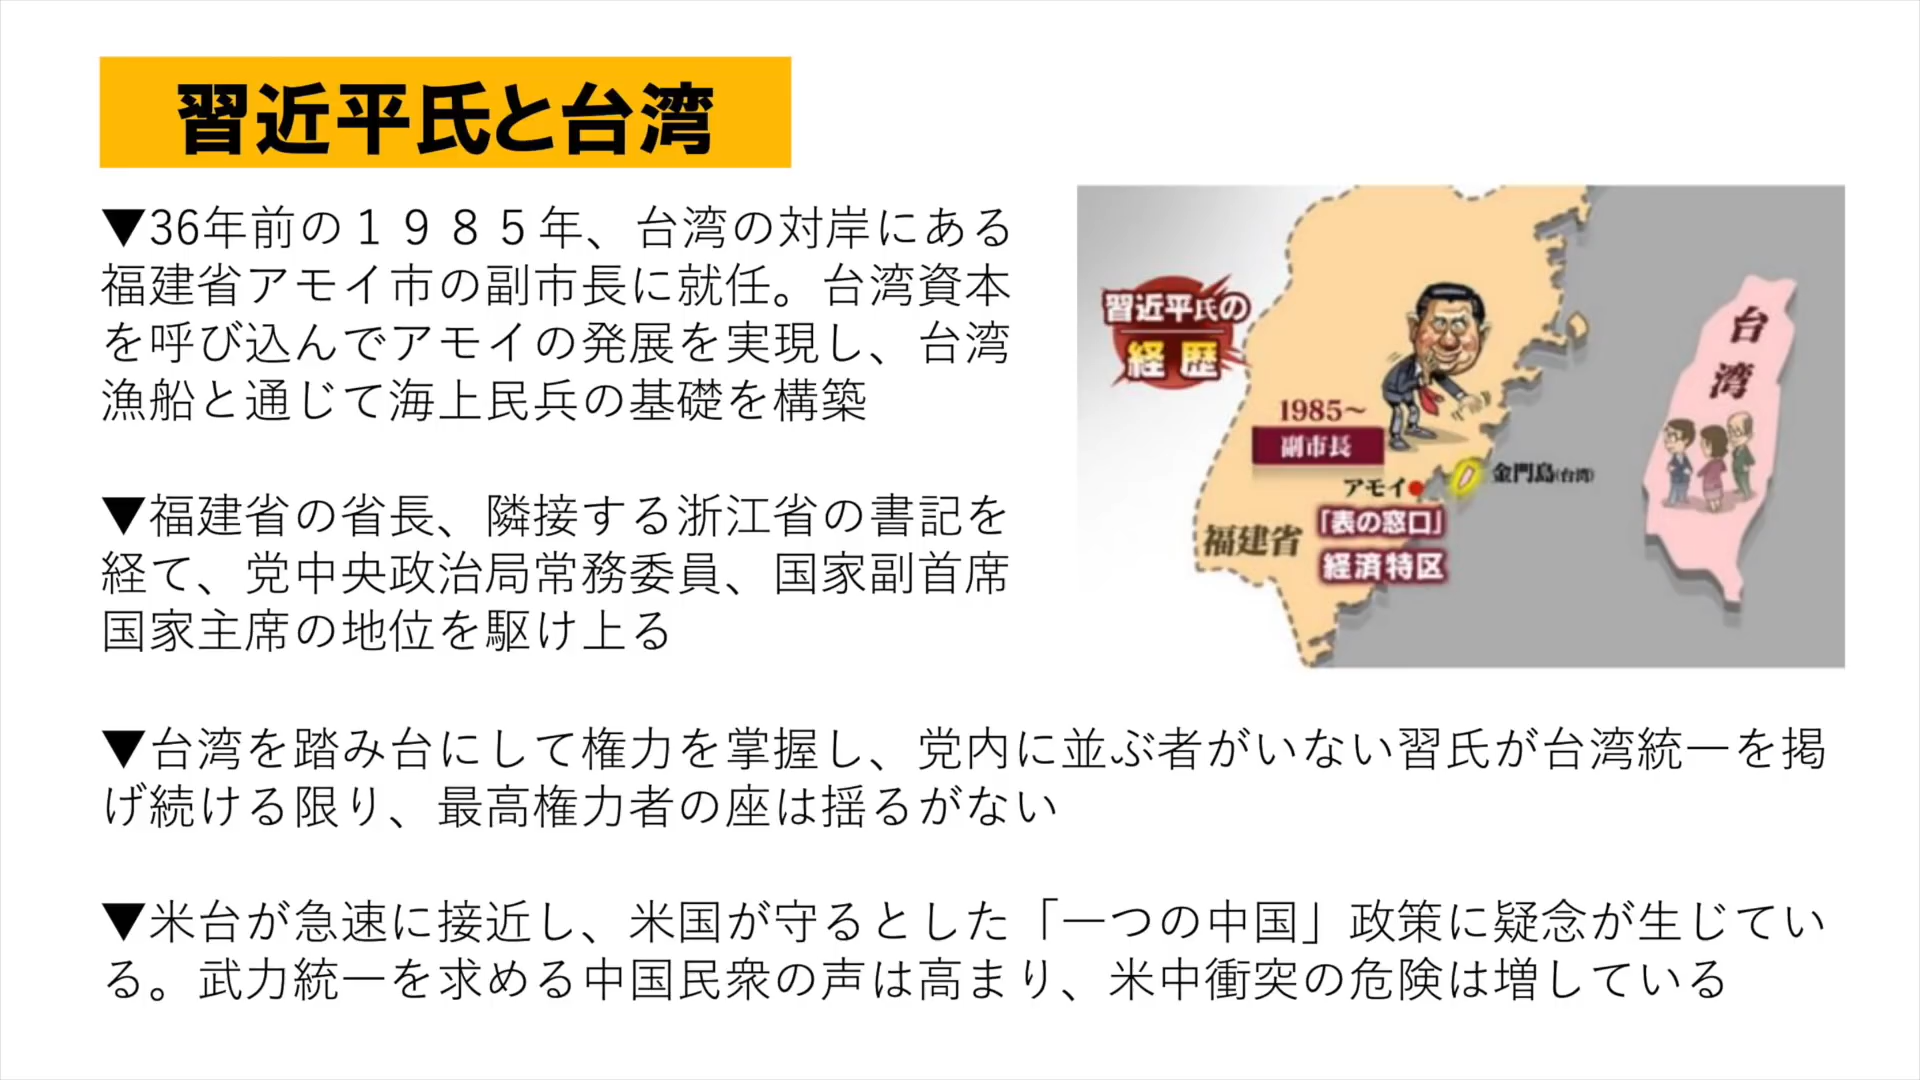 習近平氏と台湾
▼36年前の１９８５年、台湾の対岸にある
福建省アモイ市の副市長に就任。台湾資本
を呼び込んでアモイの発展を実現し、台湾
漁船と通じて海上民兵の基礎を構築
▼福建省の省長、隣接する浙江省の書記を
経て、党中央政治局常務委員、国家副首席
国家主席の地位を駆け上る
習近平氏の
経歴
1985～
副市長
アモイ
金門島(台湾)
「表の窓口」
経済特区
福建省
台湾
▼台湾を踏み台にして権力を掌握し、党内に並ぶ者がいない習氏が台湾統一を掲
げ続ける限り、最高権力者の座は揺るがない
▼米台が急速に接近し、米国が守るとした「一つの中国」政策に疑念が生じてい
る。武力統一を求める中国民衆の声は高まり、米中衝突の危険は増している